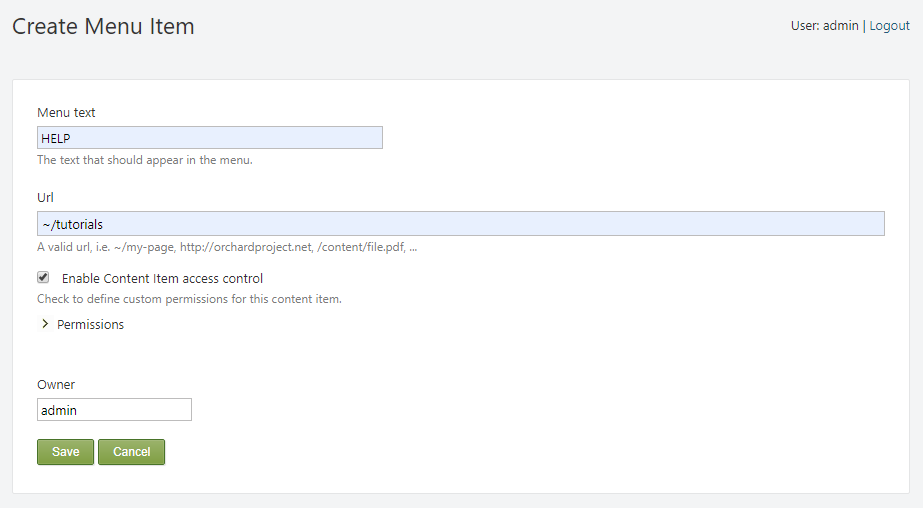 Create Menu Item
User: admin | Logout
Menu text
HELP
The text that should appear in the menu.
Url
~/tutorials
A valid url, i.e. ~/my-page, http://orchardproject.net, /content/file.pdf, ...
Enable Content Item access control
Check to define custom permissions for this content item.
Permissions
Owner
admin
Save Cancel